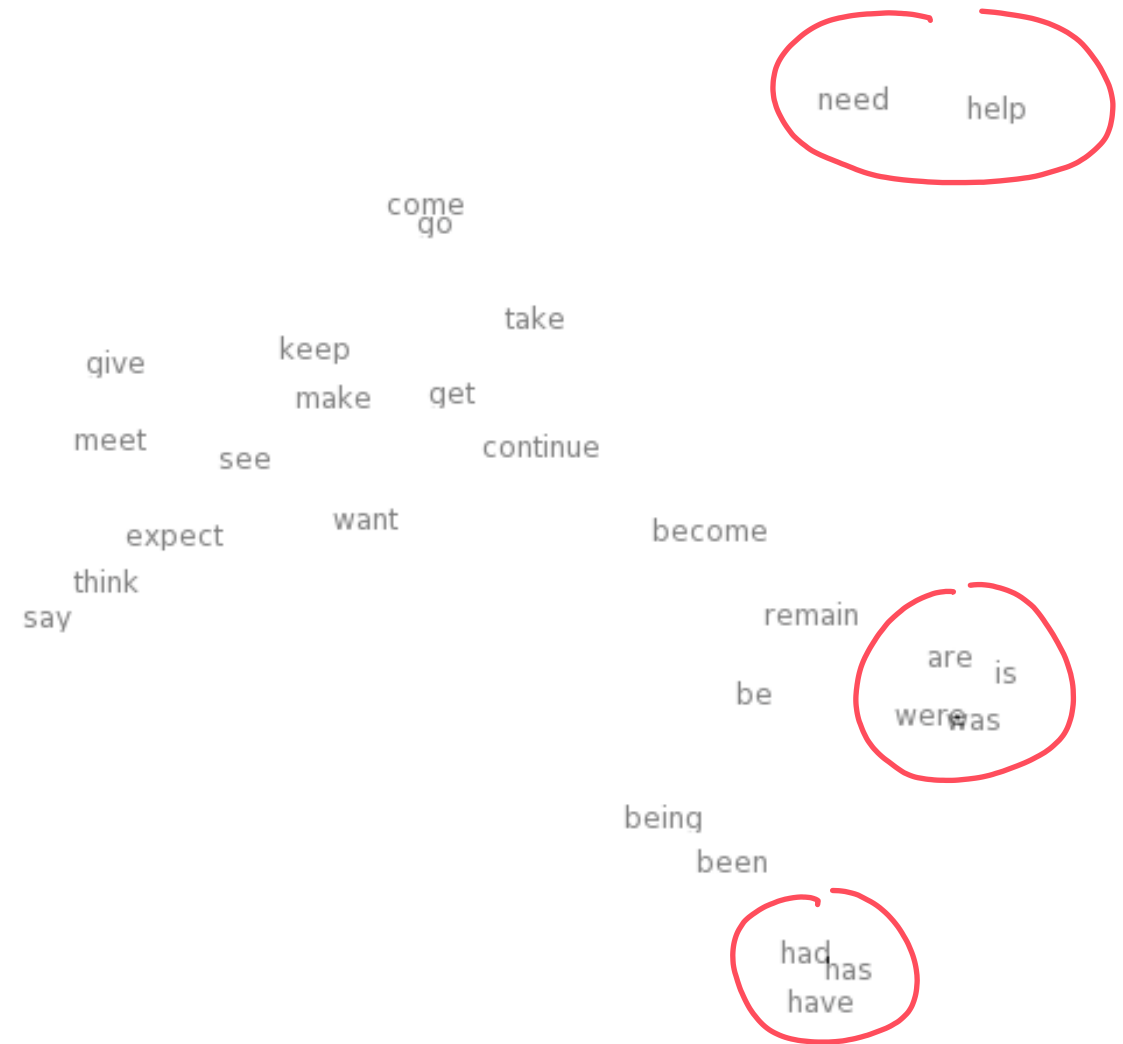 need help
come
go
take
keep
give
make get
meet
see continue
want
expect become
think
say remain
are
is
be
were was
being
been
had
has
have